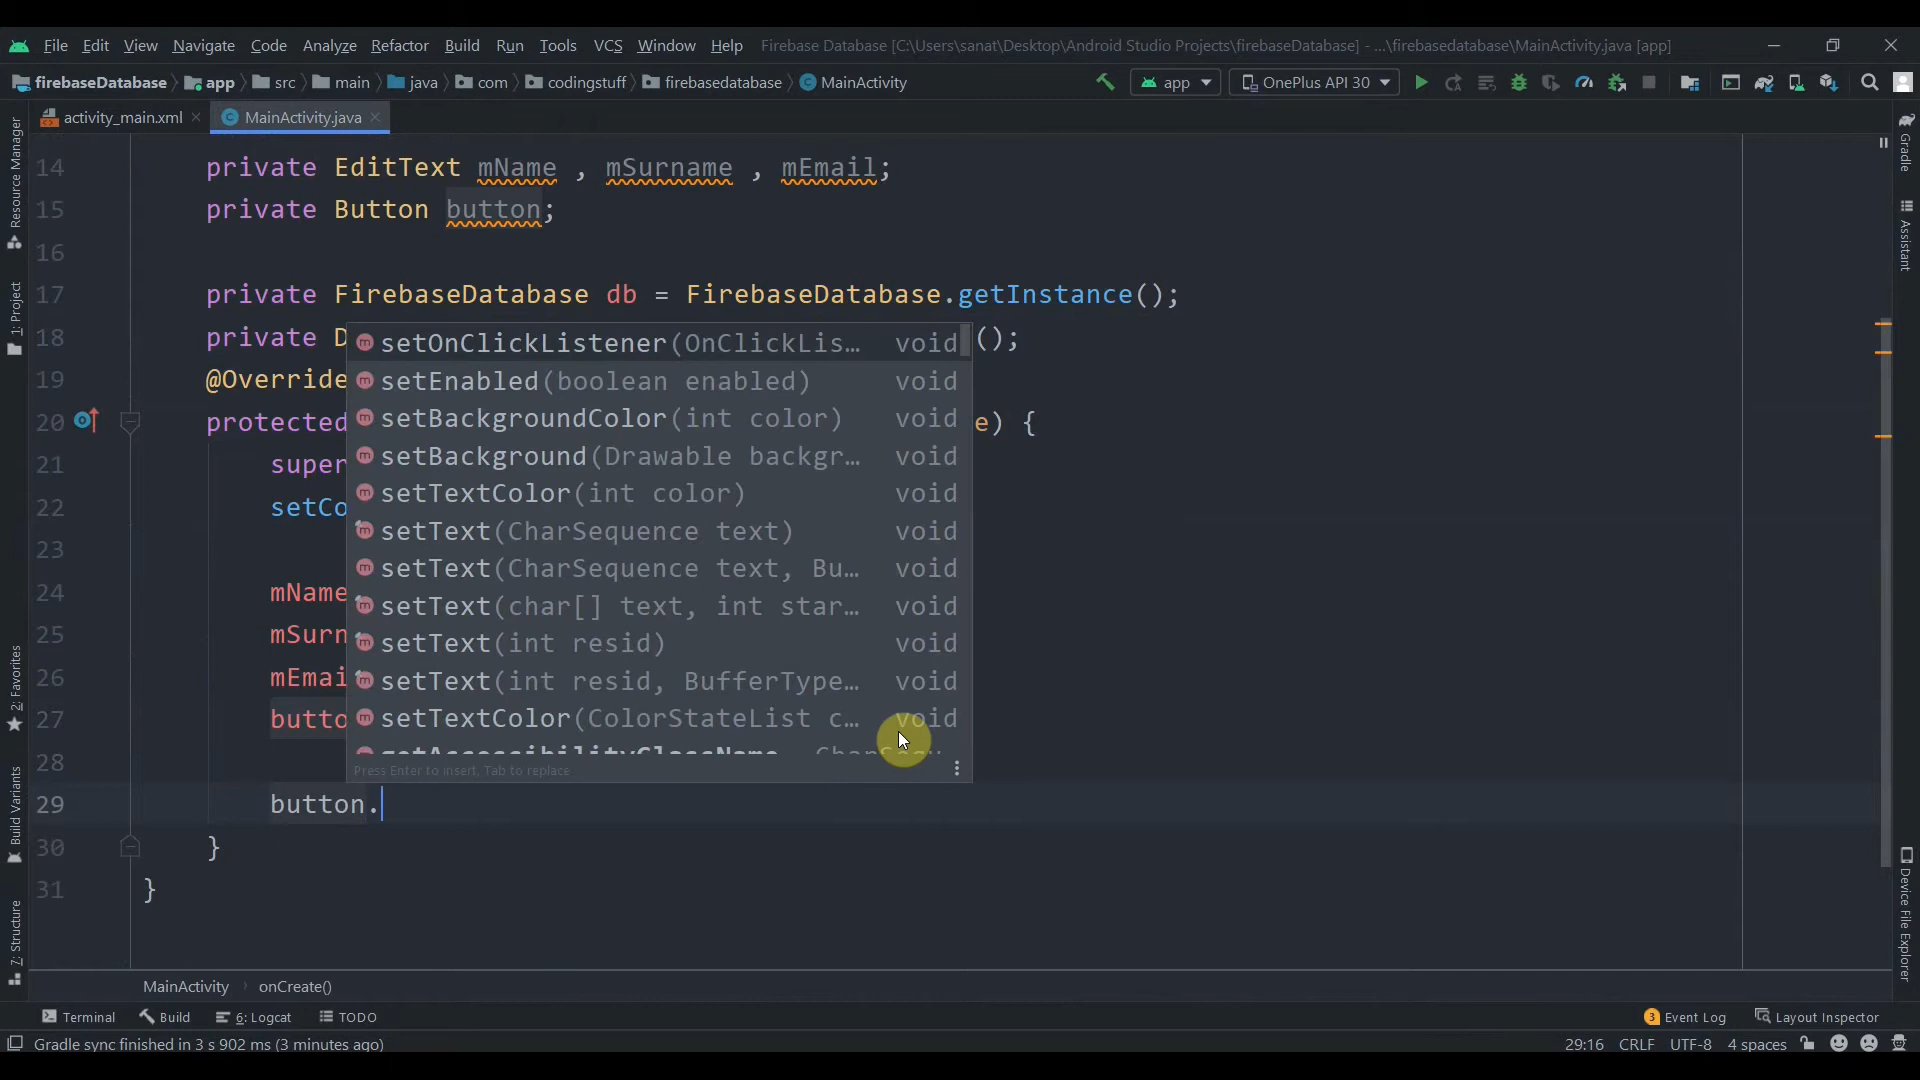 File Edit View Navigate Code Analyze Refactor Build Run Tools VCS Window Help Firebase Database [C:\Users\sanat\Desktop\Android Studio Projects\firebaseDatabase] - ...\firebasedatabase\MainActivity.java [app]
firebaseDatabase app src main java com codingstuff firebasedatabase MainActivity app OnePlus API 30
activity_main.xml MainActivity.java
14 private EditText mName , mSurname , mEmail;
15 private Button button;
16
17 private FirebaseDatabase db = FirebaseDatabase.getInstance();
18 private D ();
19 @Override
20 protected e) {
21 super
22 setCo
23
24 mName
25 mSurn
26 mEmai
27 butto
28
29 button.
30 }
31 }
setOnClickListener(OnClickLis… void
setEnabled(boolean enabled) void
setBackgroundColor(int color) void
setBackground(Drawable backgr… void
setTextColor(int color) void
setText(CharSequence text) void
setText(CharSequence text, Bu… void
setText(char[] text, int star… void
setText(int resid) void
setText(int resid, BufferType… void
setTextColor(ColorStateList c… void
Press Enter to insert, Tab to replace
MainActivity onCreate()
Terminal Build 6: Logcat TODO 3 Event Log Layout Inspector
Gradle sync finished in 3 s 902 ms (3 minutes ago) 29:16 CRLF UTF-8 4 spaces
Resource Manager
1: Project
2: Favorites
Build Variants
7: Structure
Gradle
Assistant
Device File Explorer